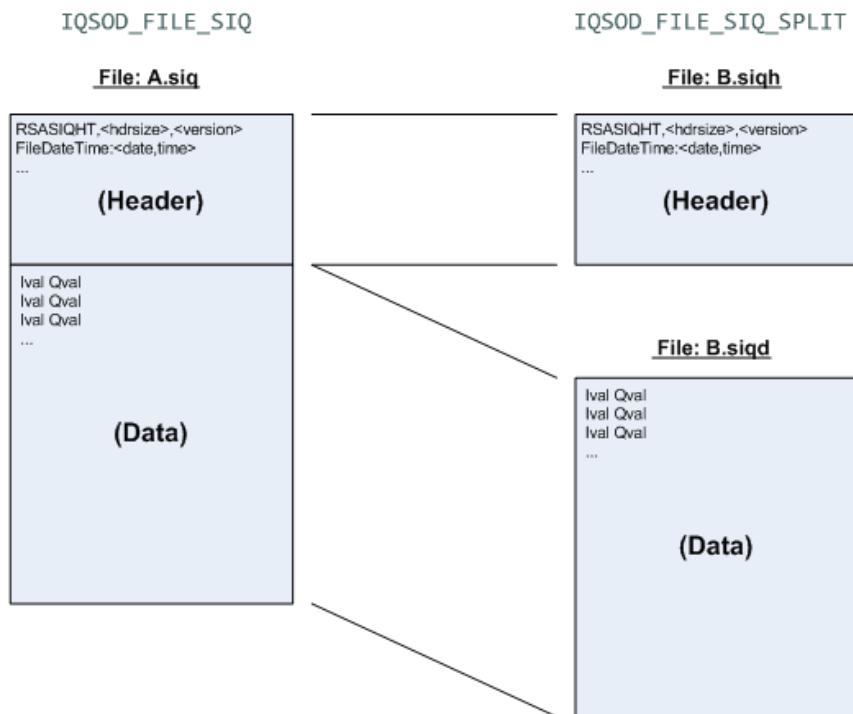 IQSOD_FILE_SIQ
File: A.siq
RSASIQHT,<hdrsize>,<version>
FileDateTime:<date,time>
...
(Header)
Ival Qval
Ival Qval
Ival Qval
...
(Data)
IQSOD_FILE_SIQ_SPLIT
File: B.siqh
RSASIQHT,<hdrsize>,<version>
FileDateTime:<date,time>
...
(Header)
File: B.siqd
Ival Qval
Ival Qval
Ival Qval
...
(Data)